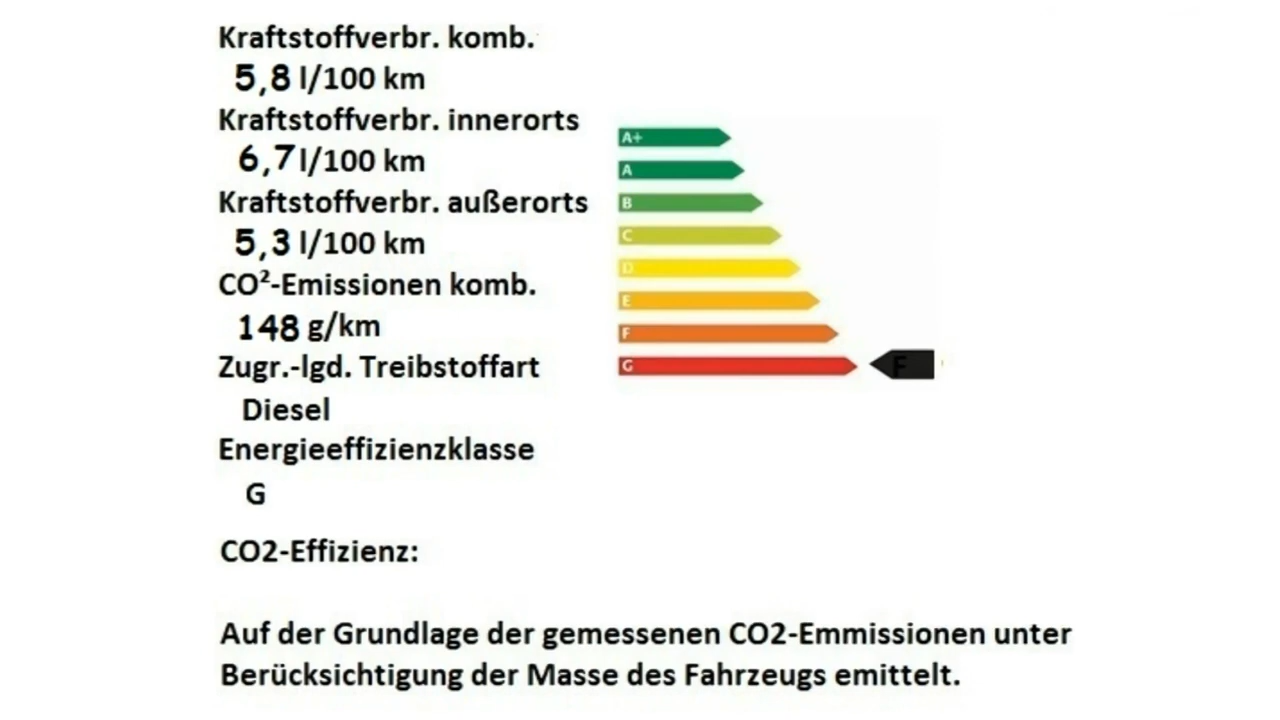 Kraftstoffverbr. komb.
5,8 l/100 km
Kraftstoffverbr. innerorts
6,7 l/100 km
Kraftstoffverbr. außerorts
5,3 l/100 km
CO²-Emissionen komb.
148 g/km
Zugr.-lgd. Treibstoffart
Diesel
Energieeffizienzklasse
G
A+
A
B
C
D
E
F
G
F
CO2-Effizienz:
Auf der Grundlage der gemessenen CO2-Emmissionen unter
Berücksichtigung der Masse des Fahrzeugs emittelt.